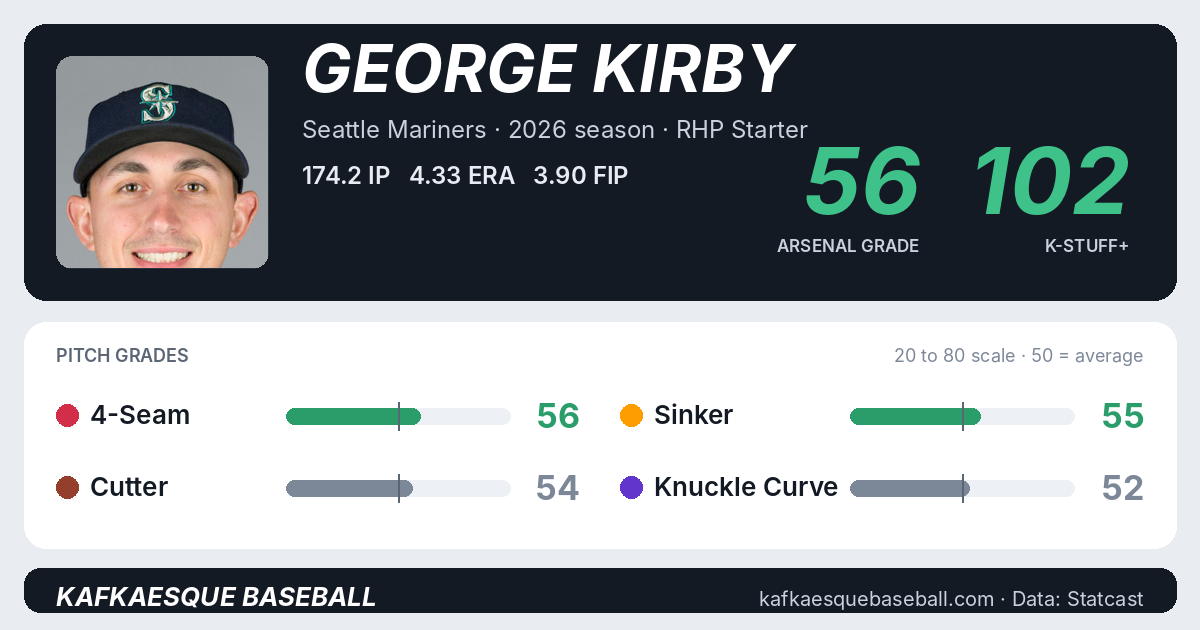 GEORGE KIRBY
Seattle Mariners · 2026 season · RHP Starter
174.2 IP 4.33 ERA 3.90 FIP
56 102
ARSENAL GRADE K-STUFF+
PITCH GRADES 20 to 80 scale · 50 = average
4-Seam 56 Sinker 55
Cutter 54 Knuckle Curve 52
KAFKAESQUE BASEBALL kafkaesquebaseball.com · Data: Statcast